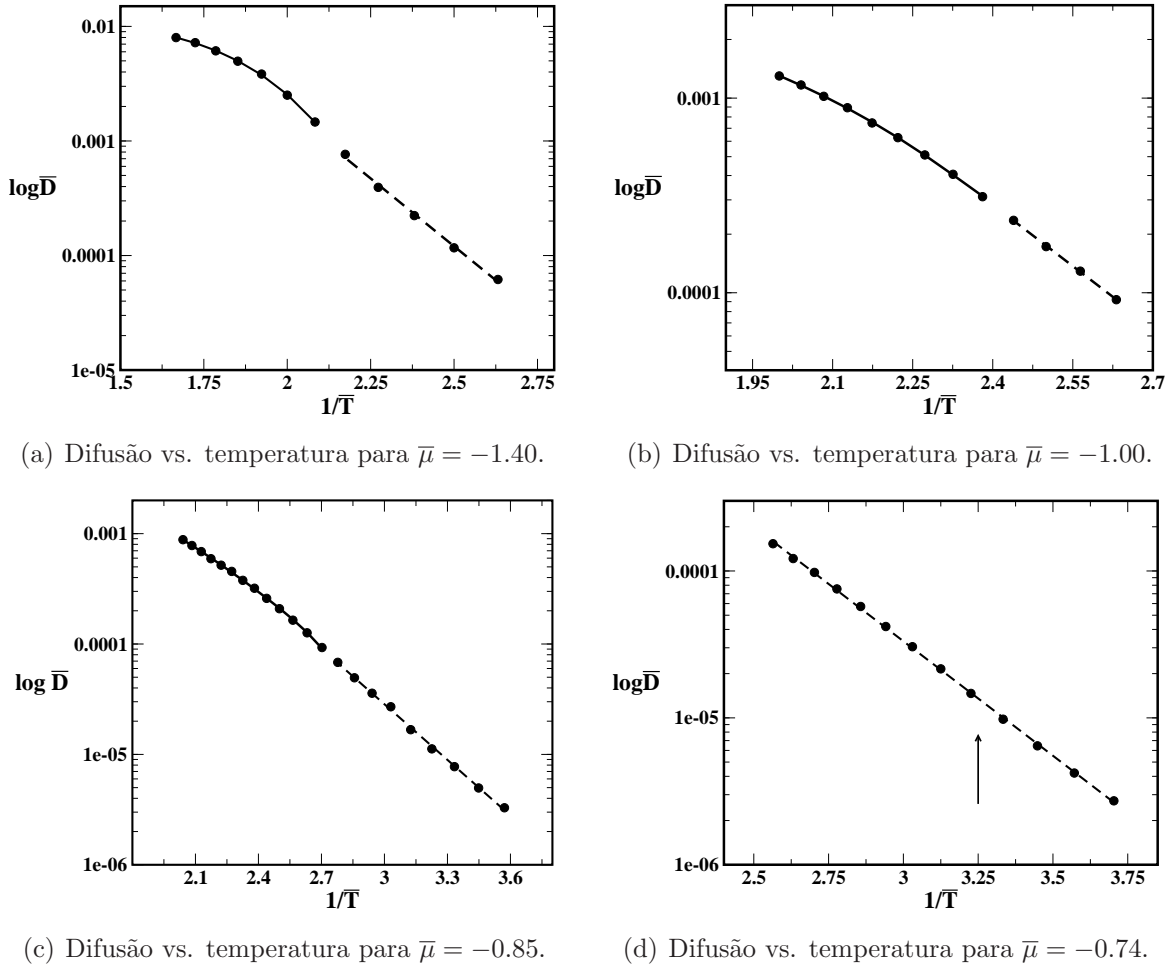 0.01
0.001
0.0001
1e-05
logD̅
1.5 1.75 2 2.25 2.5 2.75
1/T̅
(a) Difusão vs. temperatura para μ̅ = −1.40.
0.001
0.0001
logD̅
1.95 2.1 2.25 2.4 2.55 2.7
1/T̅
(b) Difusão vs. temperatura para μ̅ = −1.00.
0.001
0.0001
1e-05
1e-06
log D̅
2.1 2.4 2.7 3 3.3 3.6
1/T̅
(c) Difusão vs. temperatura para μ̅ = −0.85.
0.0001
1e-05
1e-06
logD̅
2.5 2.75 3 3.25 3.5 3.75
1/T̅
(d) Difusão vs. temperatura para μ̅ = −0.74.